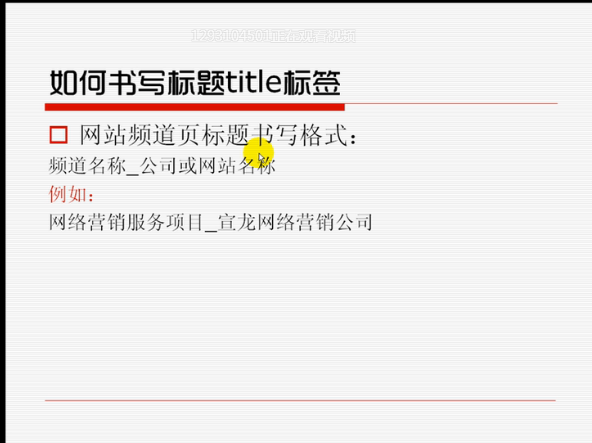 如何书写标题title标签
网站频道页标题书写格式：
频道名称_公司或网站名称
例如：
网络营销服务项目_宣龙网络营销公司